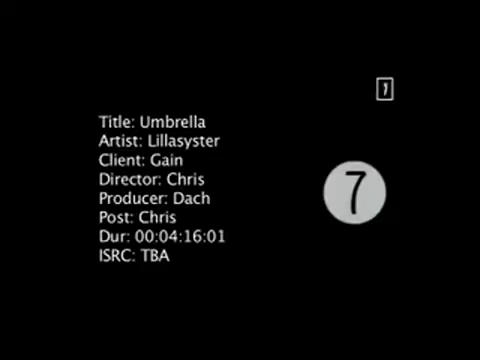 Title: Umbrella
Artist: Lillasyster
Client: Gain
Director: Chris
Producer: Dach
Post: Chris
Dur: 00:04:16:01
ISRC: TBA
7